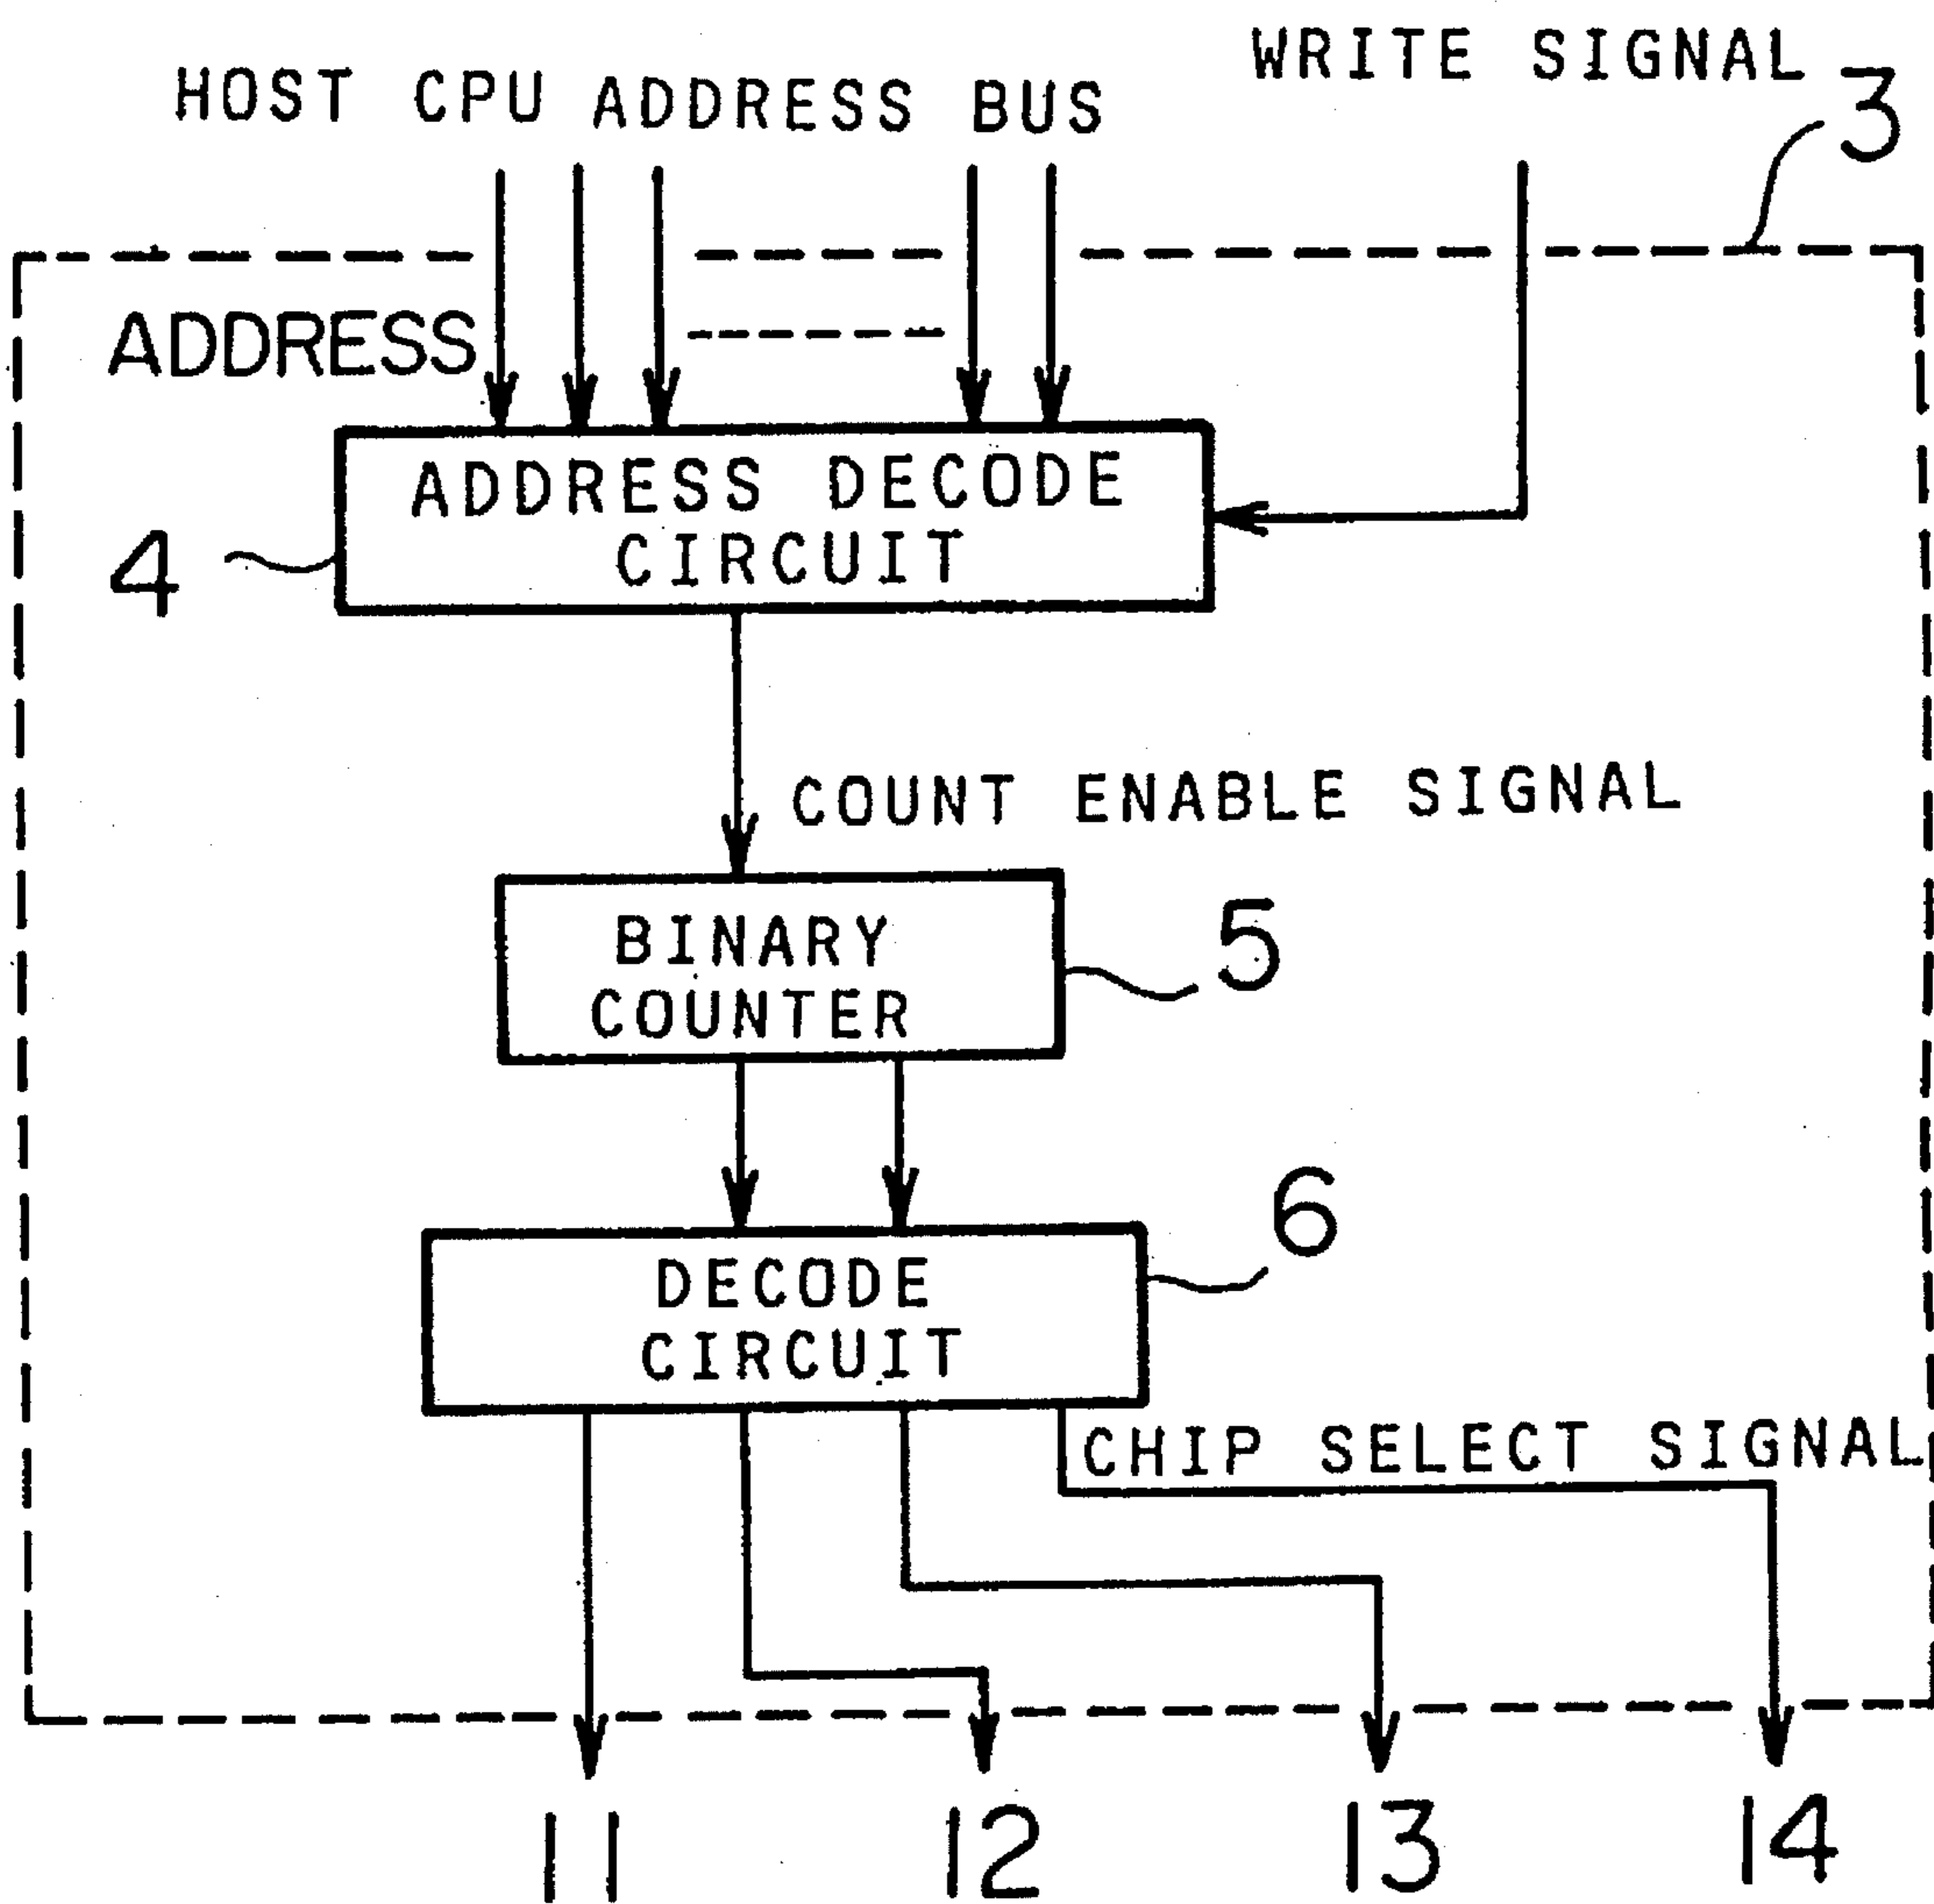 WRITE SIGNAL
HOST CPU ADDRESS BUS
3
ADDRESS
ADDRESS DECODE
CIRCUIT
4
COUNT ENABLE SIGNAL
BINARY
COUNTER
5
6
DECODE
CIRCUIT
CHIP SELECT SIGNAL
11
12
13
14